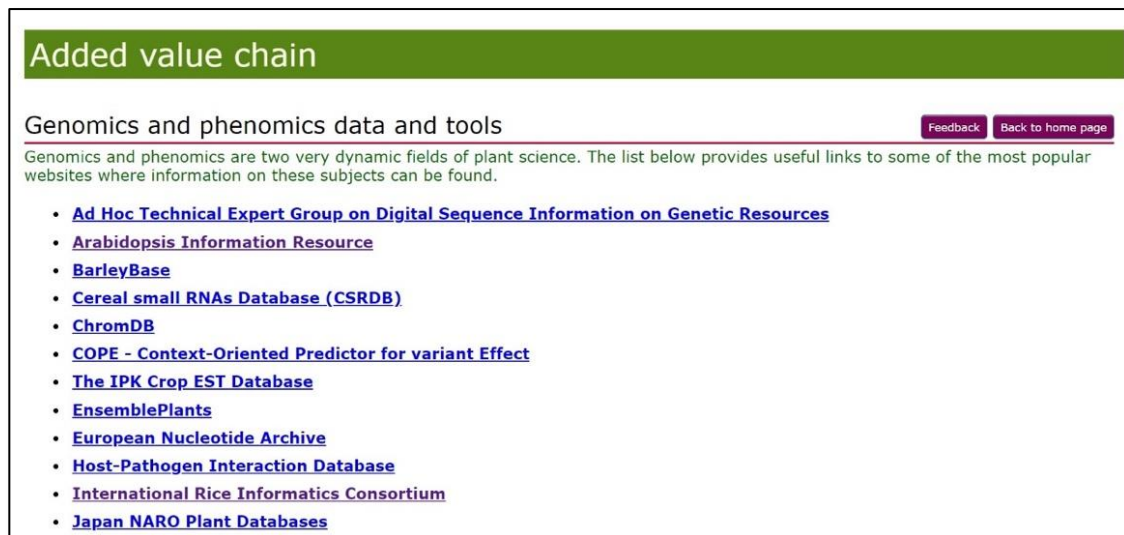 Added value chain
Genomics and phenomics data and tools
Feedback Back to home page
Genomics and phenomics are two very dynamic fields of plant science. The list below provides useful links to some of the most popular
websites where information on these subjects can be found.
• Ad Hoc Technical Expert Group on Digital Sequence Information on Genetic Resources
• Arabidopsis Information Resource
• BarleyBase
• Cereal small RNAs Database (CSRDB)
• ChromDB
• COPE - Context-Oriented Predictor for variant Effect
• The IPK Crop EST Database
• EnsemblePlants
• European Nucleotide Archive
• Host-Pathogen Interaction Database
• International Rice Informatics Consortium
• Japan NARO Plant Databases